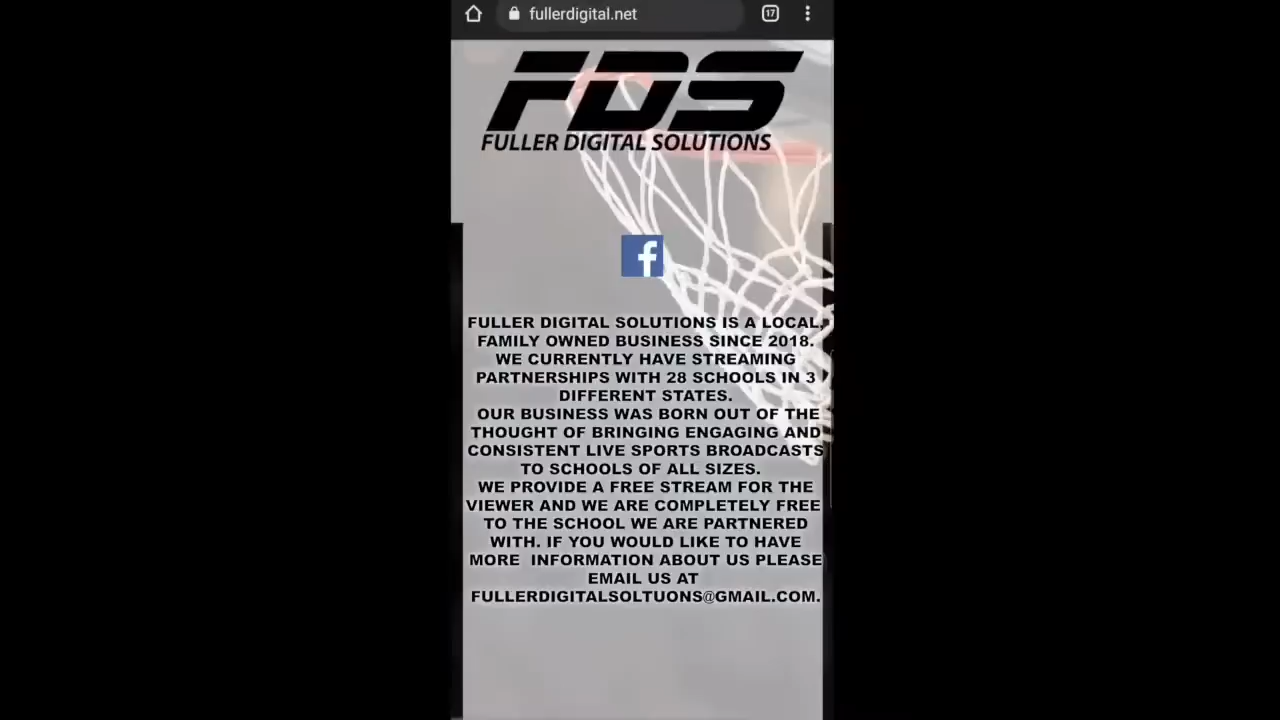 fullerdigital.net
17
FDS
FULLER DIGITAL SOLUTIONS
f
FULLER DIGITAL SOLUTIONS IS A LOCAL,
FAMILY OWNED BUSINESS SINCE 2018.
WE CURRENTLY HAVE STREAMING
PARTNERSHIPS WITH 28 SCHOOLS IN 3
DIFFERENT STATES.
OUR BUSINESS WAS BORN OUT OF THE
THOUGHT OF BRINGING ENGAGING AND
CONSISTENT LIVE SPORTS BROADCASTS
TO SCHOOLS OF ALL SIZES.
WE PROVIDE A FREE STREAM FOR THE
VIEWER AND WE ARE COMPLETELY FREE
TO THE SCHOOL WE ARE PARTNERED
WITH. IF YOU WOULD LIKE TO HAVE
MORE INFORMATION ABOUT US PLEASE
EMAIL US AT
FULLERDIGITALSOLTUONS@GMAIL.COM.